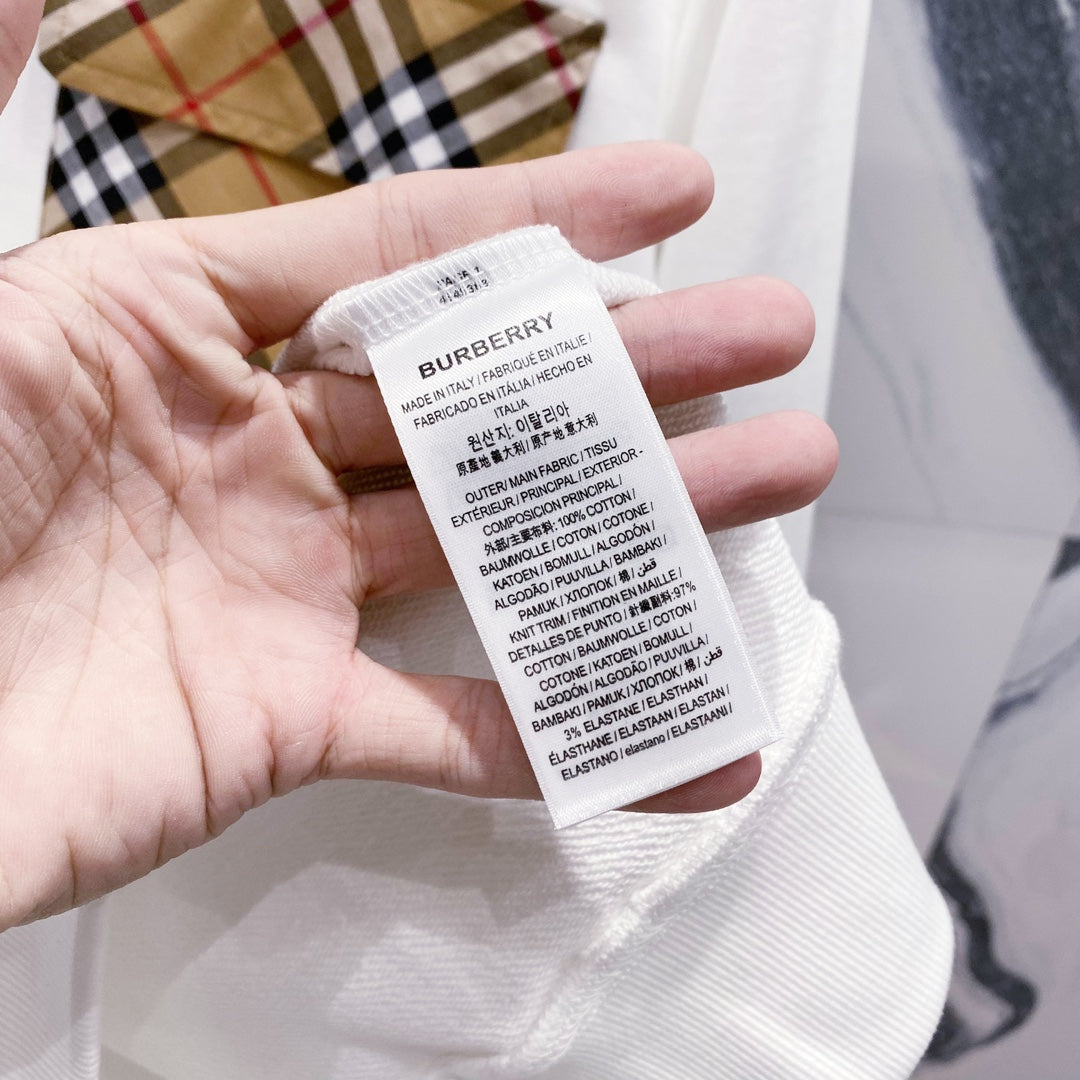 BURBERRY
MADE IN ITALY / FABRIQUÉ EN ITALIE /
FABRICADO EN ITÁLIA / HECHO EN
ITALIA
원산지: 이탈리아
原產地 義大利 / 原产地 意大利
OUTER/ MAIN FABRIC / TISSU
EXTÉRIEUR / PRINCIPAL / EXTERIOR -
COMPOSICION PRINCIPAL /
外部/主要布料: 100% COTTON /
BAUMWOLLE / COTON / COTONE /
KATOEN / BOMULL / ALGODÓN /
ALGODÃO / PUUVILLA / BAMBAKI /
PAMUK / ХЛОПОК / 棉 / قطن /
KNIT TRIM / FINITION EN MAILLE /
DETALLES DE PUNTO / 針織副料: 97%
COTTON / BAUMWOLLE / COTON /
COTONE / KATOEN / BOMULL /
ALGODÓN / ALGODÃO / PUUVILLA /
BAMBAKI / PAMUK / ХЛОПОК / 棉 / قطن
3% ELASTANE / ELASTHAN /
ÉLASTHANE / ELASTAAN / ELASTAN /
ELASTANO / elastano / ELASTAANI /